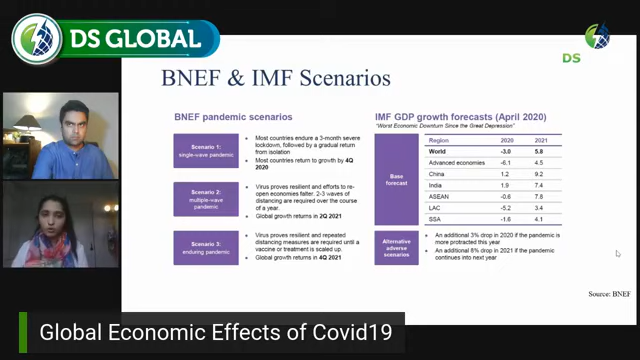 DS GLOBAL
DS
BNEF & IMF Scenarios
BNEF pandemic scenarios
Scenario 1:
single-wave pandemic
• Most countries endure a 3-month severe
lockdown, followed by a gradual return
from isolation
• Most countries return to growth by 4Q
2020
Scenario 2:
multiple-wave
pandemic
• Virus proves resilient and efforts to re-
open economies falter. 2-3 waves of
distancing are required over the course
of a year.
• Global growth returns in 2Q 2021
Scenario 3:
enduring pandemic
• Virus proves resilient and repeated
distancing measures are required until a
vaccine or treatment is scaled up.
• Global growth returns in 4Q 2021
IMF GDP growth forecasts (April 2020)
"Worst Economic Downturn Since the Great Depression"
Base
forecast
Region 2020 2021
World -3.0 5.8
Advanced economies -6.1 4.5
China 1.2 9.2
India 1.9 7.4
ASEAN -0.6 7.8
LAC -5.2 3.4
SSA -1.6 4.1
Alternative
adverse
scenarios
• An additional 3% drop in 2020 if the pandemic is
more protracted this year
• An additional 8% drop in 2021 if the pandemic
continues into next year
Source: BNEF
Global Economic Effects of Covid19